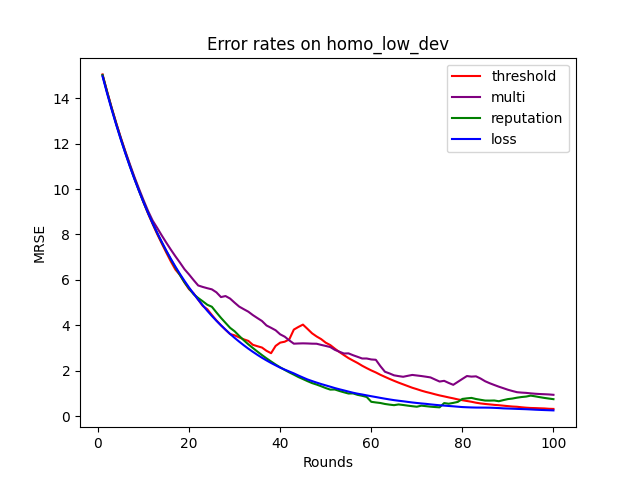 Error rates on homo_low_dev
threshold
multi
reputation
loss
MRSE
14
12
10
8
6
4
2
0
0 20 40 60 80 100
Rounds